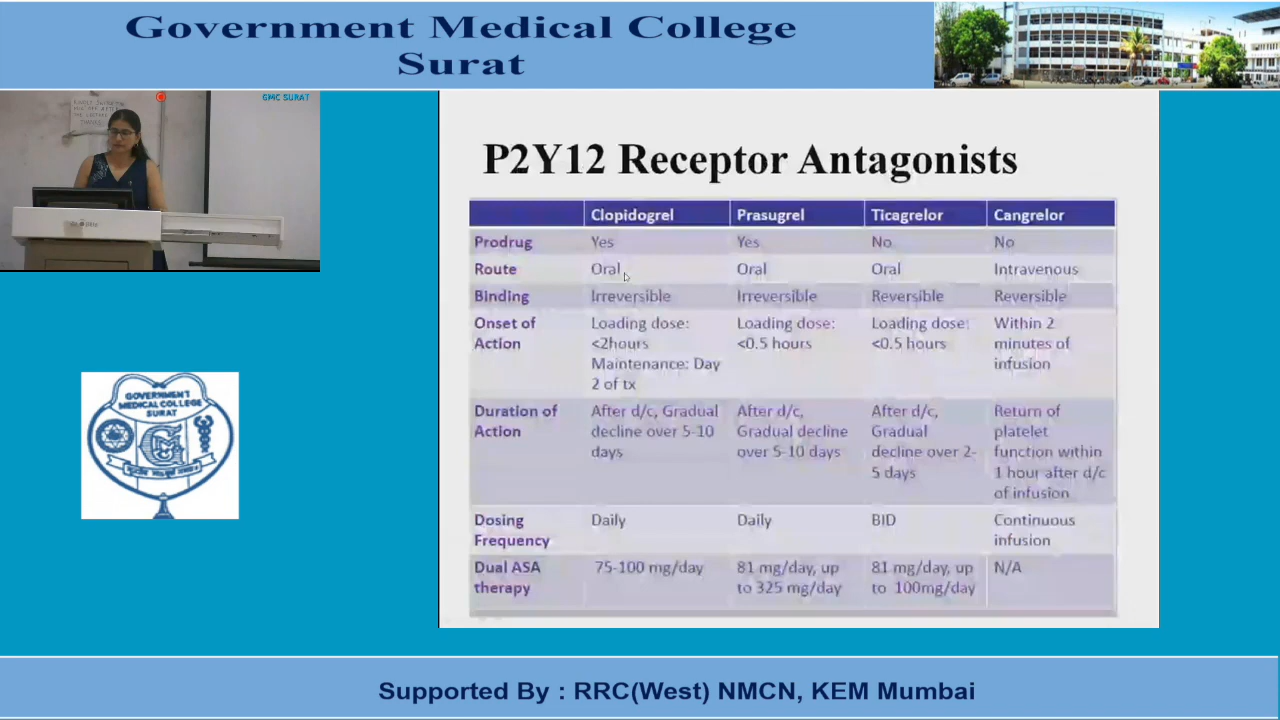 Government Medical College
Surat
GMC SURAT
GOVERNMENT
MEDICAL COLLEGE
SURAT
P2Y12 Receptor Antagonists
Clopidogrel Prasugrel Ticagrelor Cangrelor
Prodrug Yes Yes No No
Route Oral Oral Oral Intravenous
Binding Irreversible Irreversible Reversible Reversible
Onset of Loading dose: Loading dose: Loading dose: Within 2
Action <2hours <0.5 hours <0.5 hours minutes of
Maintenance: Day infusion
2 of tx
Duration of After d/c, Gradual After d/c, After d/c, Return of
Action decline over 5-10 Gradual decline Gradual platelet
days over 5-10 days decline over 2- function within
5 days 1 hour after d/c
of infusion
Dosing Daily Daily BID Continuous
Frequency infusion
Dual ASA 75-100 mg/day 81 mg/day, up 81 mg/day, up N/A
therapy to 325 mg/day to 100mg/day
Supported By : RRC(West) NMCN, KEM Mumbai